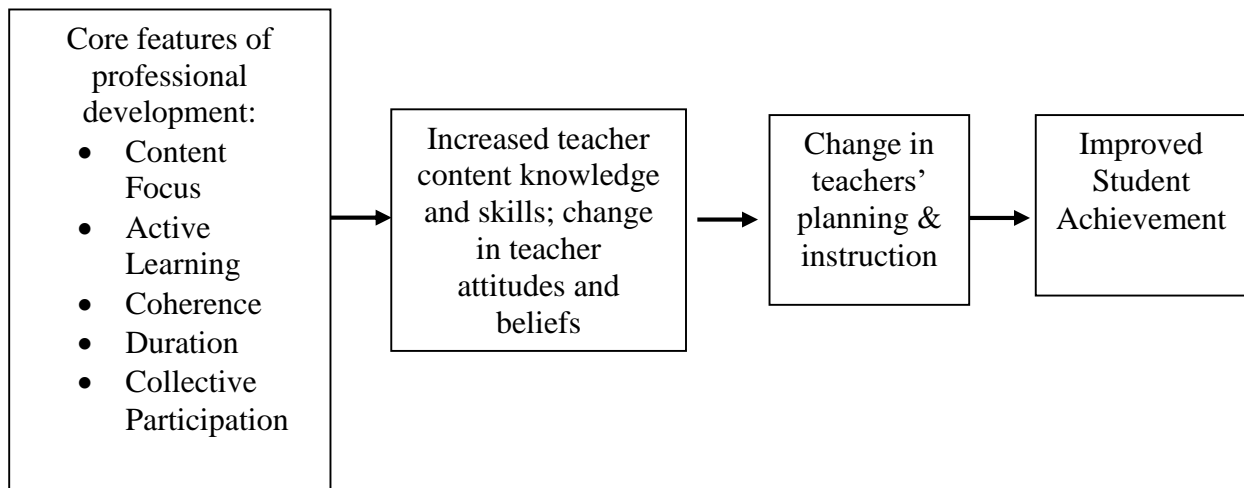 Core features of
professional
development:
• Content
Focus
• Active
Learning
• Coherence
• Duration
• Collective
Participation
Increased teacher
content knowledge
and skills; change
in teacher
attitudes and
beliefs
Change in
teachers’
planning &
instruction
Improved
Student
Achievement